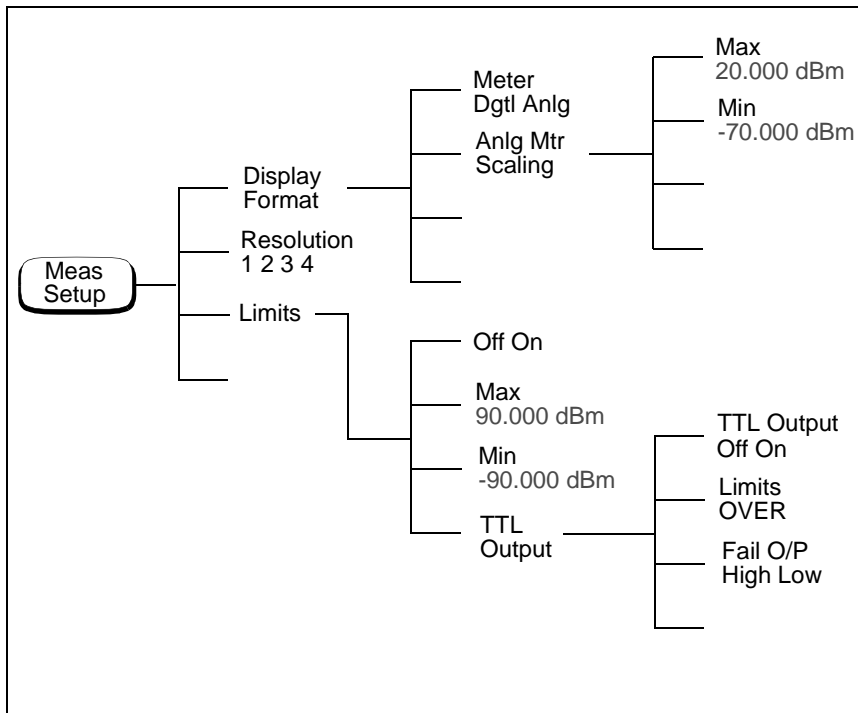 Meas
Setup
Display
Format
Resolution
1 2 3 4
Limits
Meter
Dgtl Anlg
Anlg Mtr
Scaling
Max
20.000 dBm
Min
-70.000 dBm
Off On
Max
90.000 dBm
Min
-90.000 dBm
TTL
Output
TTL Output
Off On
Limits
OVER
Fail O/P
High Low